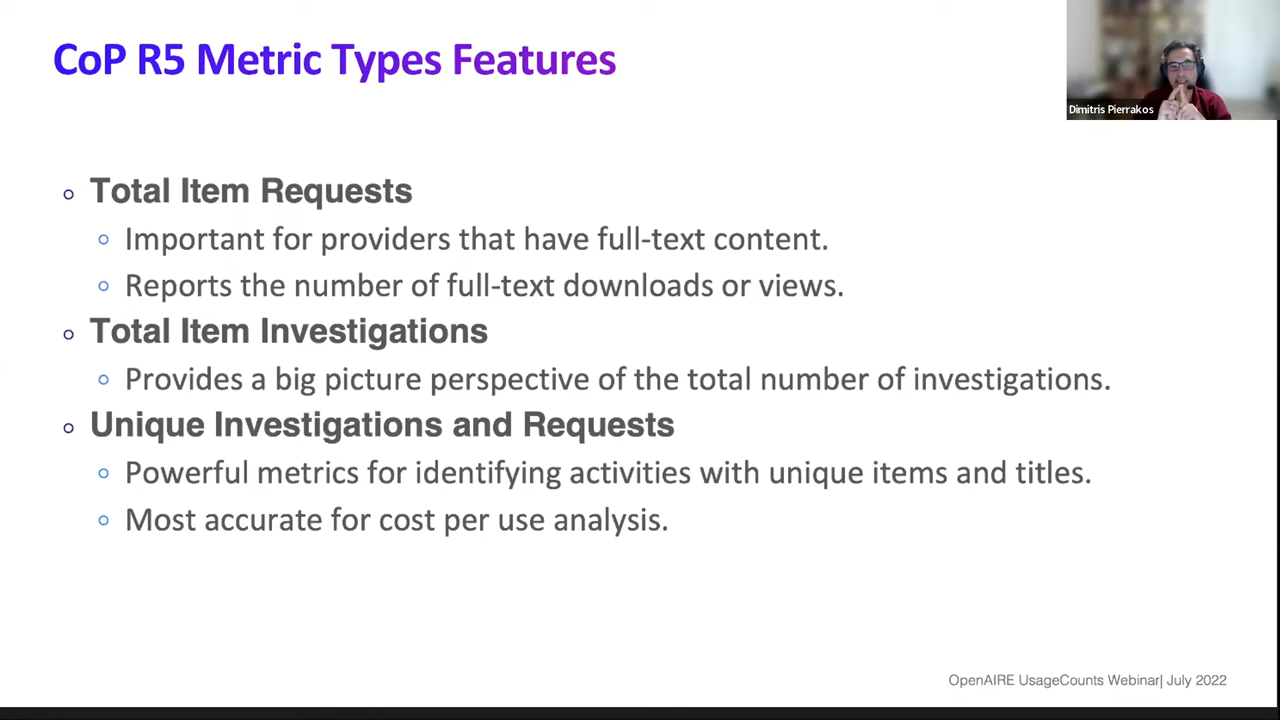 CoP R5 Metric Types Features
Dimitris Pierrakos
Total Item Requests
Important for providers that have full-text content.
Reports the number of full-text downloads or views.
Total Item Investigations
Provides a big picture perspective of the total number of investigations.
Unique Investigations and Requests
Powerful metrics for identifying activities with unique items and titles.
Most accurate for cost per use analysis.
OpenAIRE UsageCounts Webinar| July 2022